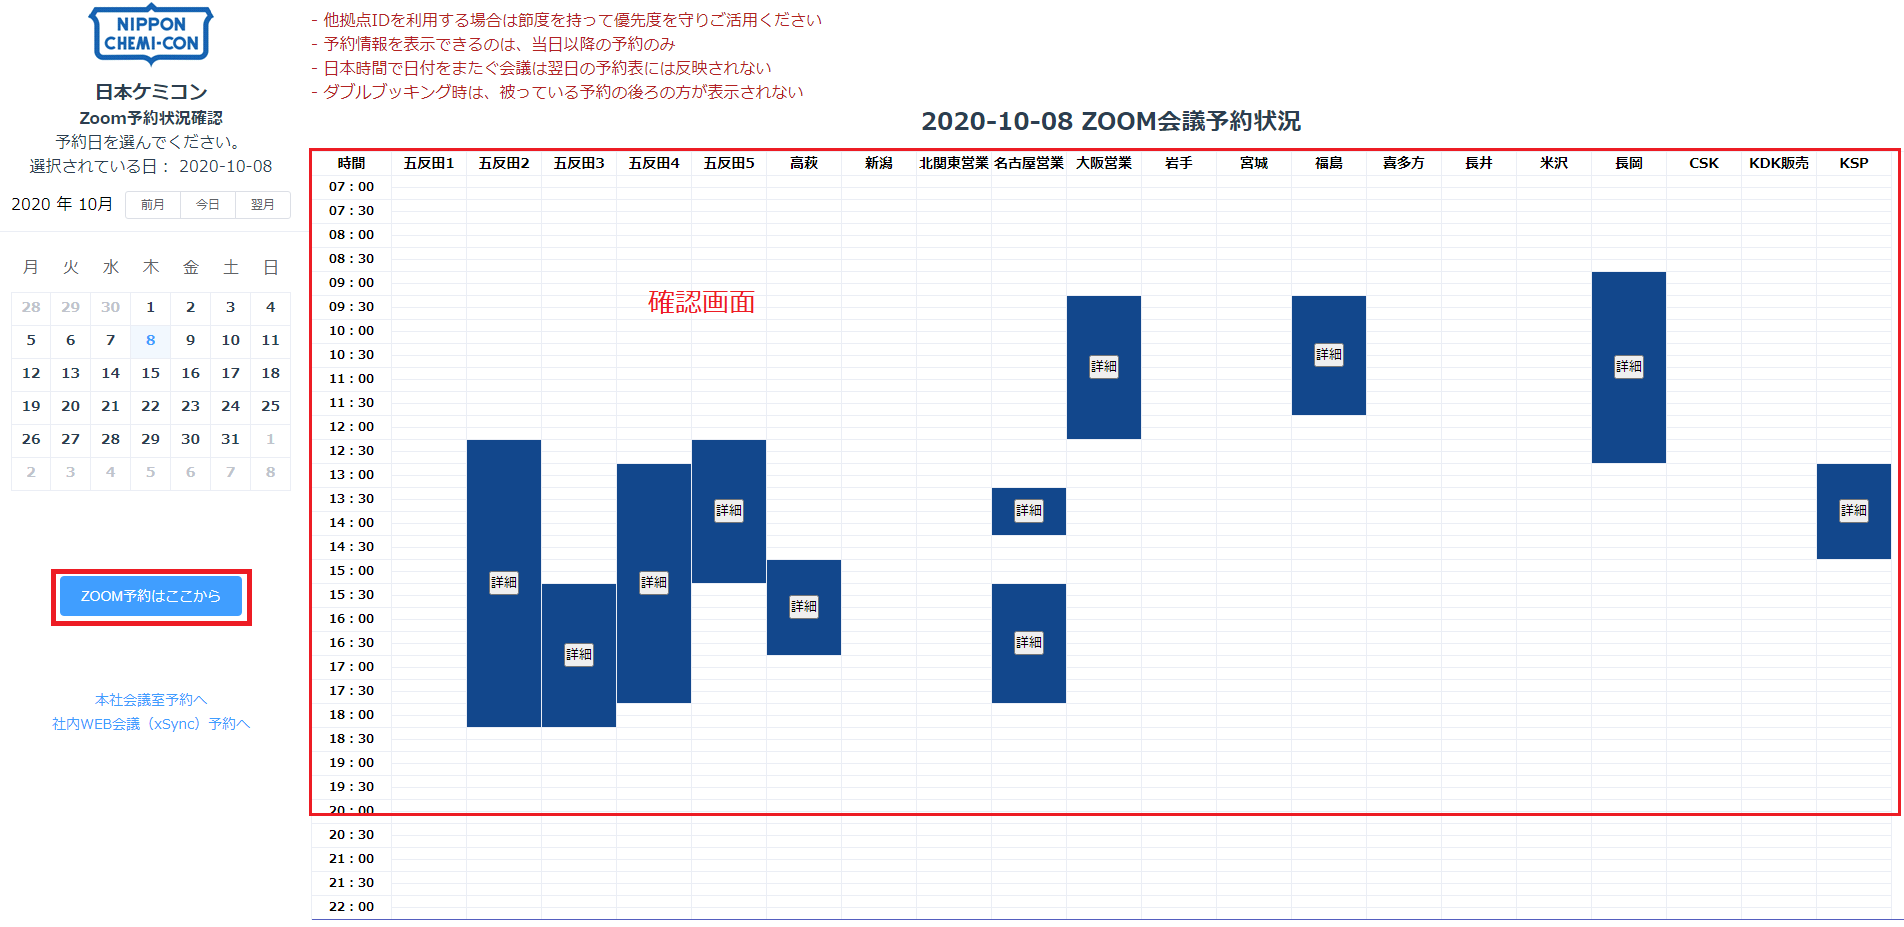 NIPPON
CHEMI-CON
日本ケミコン
Zoom予約状況確認
予約日を選んでください。
選択されている日： 2020-10-08
2020 年 10月 前月 今日 翌月
月 火 水 木 金 土 日
28 29 30 1 2 3 4
5 6 7 8 9 10 11
12 13 14 15 16 17 18
19 20 21 22 23 24 25
26 27 28 29 30 31 1
2 3 4 5 6 7 8
ZOOM予約はここから
本社会議室予約へ
社内WEB会議（xSync）予約へ
- 他拠点IDを利用する場合は節度を持って優先度を守りご活用ください
- 予約情報を表示できるのは、当日以降の予約のみ
- 日本時間で日付をまたぐ会議は翌日の予約表には反映されない
- ダブルブッキング時は、被っている予約の後ろの方が表示されない
2020-10-08 ZOOM会議予約状況
時間 五反田1 五反田2 五反田3 五反田4 五反田5 高萩 新潟 北関東営業 名古屋営業 大阪営業 岩手 宮城 福島 喜多方 長井 米沢 長岡 CSK KDK販売 KSP
07：00
07：30
08：00
08：30
09：00
確認画面
09：30
10：00
10：30 詳細
11：00 詳細 詳細
11：30
12：00
12：30
13：00
13：30
14：00 詳細 詳細 詳細
14：30
15：00
15：30 詳細 詳細
16：00 詳細
16：30 詳細
17：00 詳細
17：30
18：00
18：30
19：00
19：30
20：00
20：30
21：00
21：30
22：00